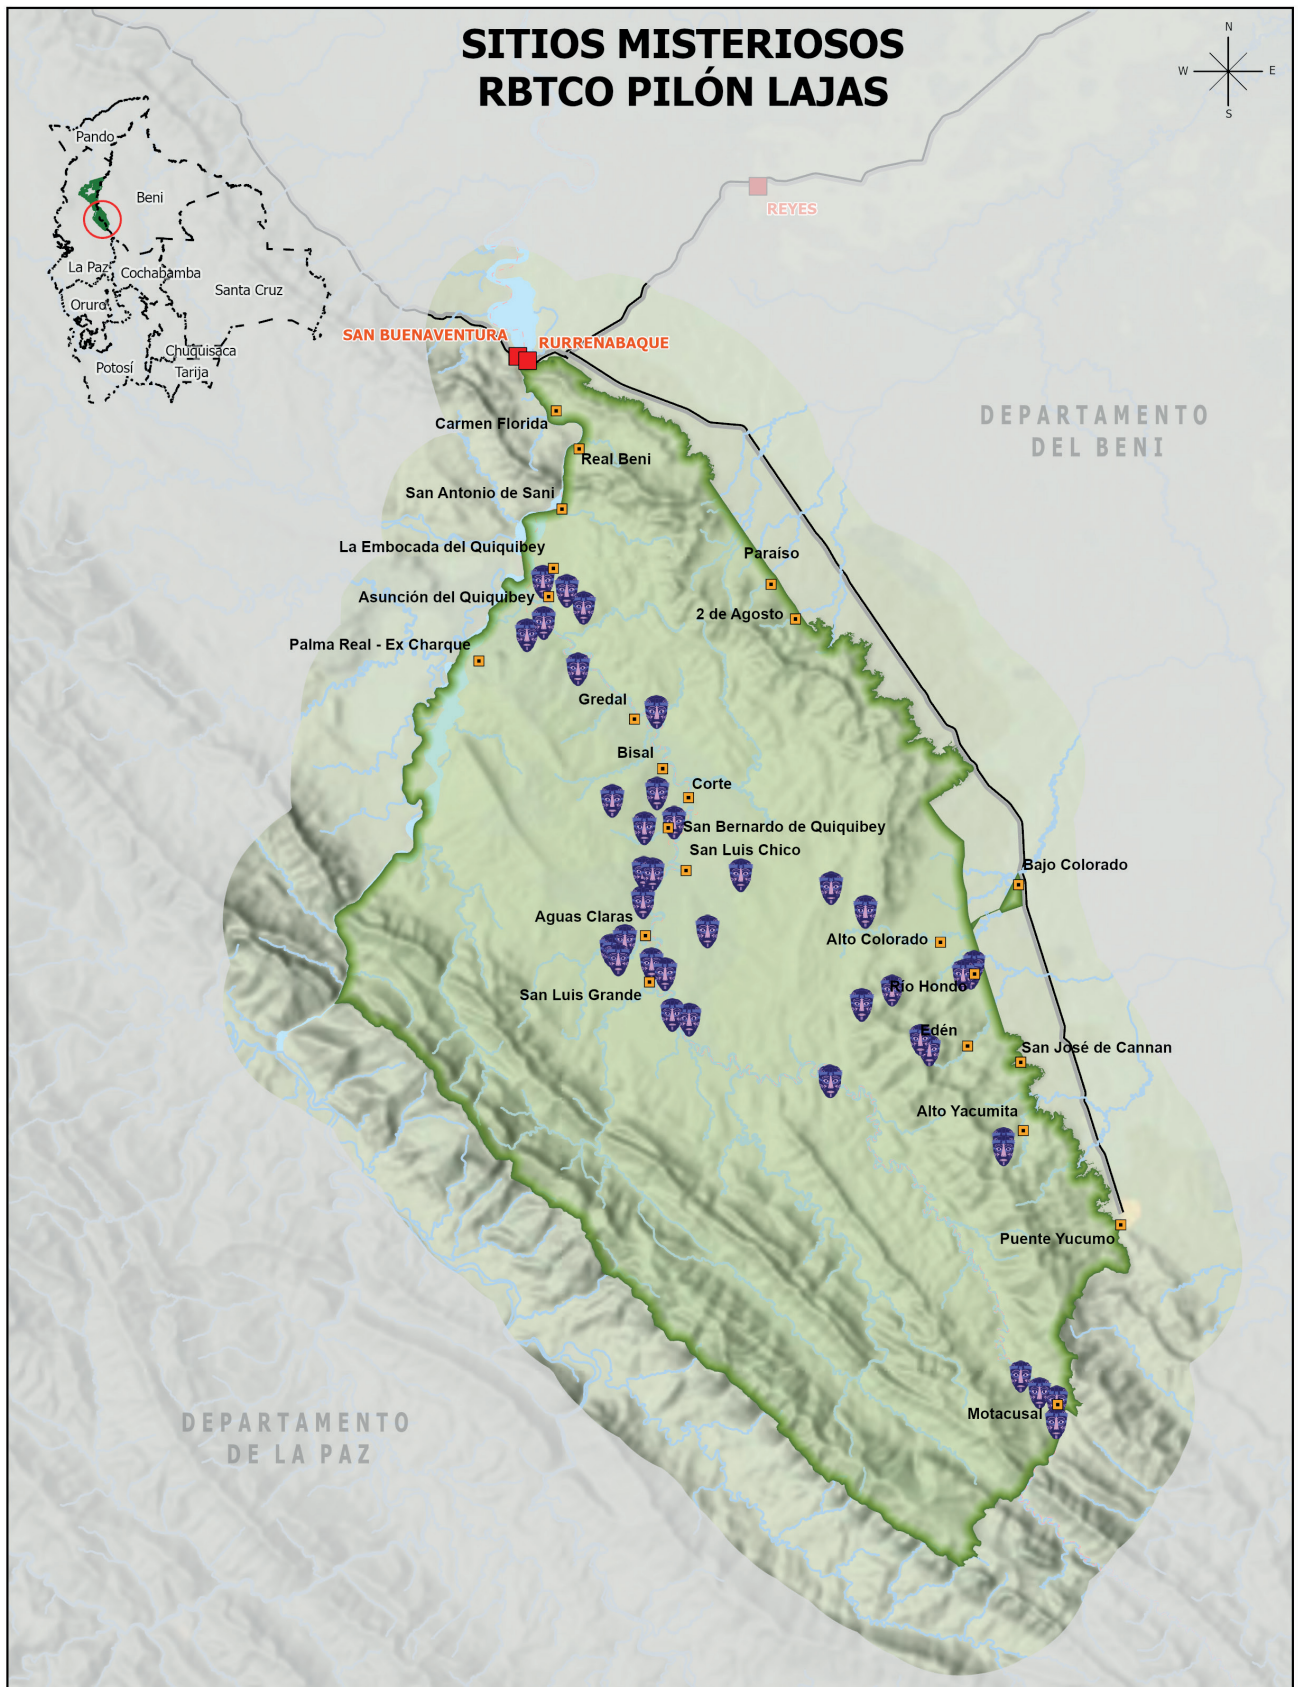 SITIOS MISTERIOSOS
RBTCO PILÓN LAJAS
N
W
E
S
Pando
Beni
La Paz
Cochabamba
Santa Cruz
Oruro
Chuquisaca
Potosí
Tarija
REYES
SAN BUENAVENTURA
RURRENABAQUE
DEPARTAMENTO
DEL BENI
Carmen Florida
Real Beni
San Antonio de Sani
La Embocada del Quiquibey
Paraíso
Asunción del Quiquibey
2 de Agosto
Palma Real - Ex Charque
Gredal
Bisal
Corte
San Bernardo de Quiquibey
San Luis Chico
Bajo Colorado
Aguas Claras
Alto Colorado
Río Hondo
San Luis Grande
Edén
San José de Cannan
Alto Yacumita
Puente Yucumo
Motacusal
DEPARTAMENTO
DE LA PAZ